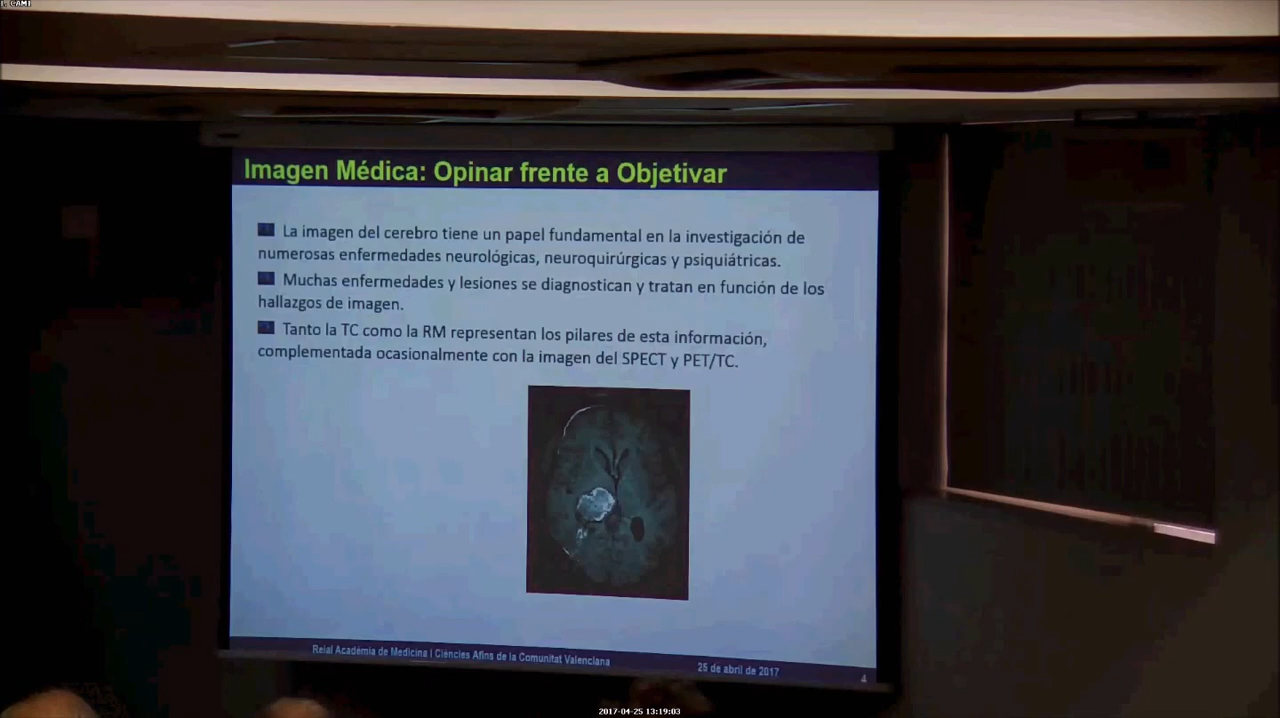 Imagen Médica: Opinar frente a Objetivar
La imagen del cerebro tiene un papel fundamental en la investigación de
numerosas enfermedades neurológicas, neuroquirúrgicas y psiquiátricas.
Muchas enfermedades y lesiones se diagnostican y tratan en función de los
hallazgos de imagen.
Tanto la TC como la RM representan los pilares de esta información,
complementada ocasionalmente con la imagen del SPECT y PET/TC.
Reial Acadèmia de Medicina i Ciències Afins de la Comunitat Valenciana
25 de abril de 2017
4
2017-04-25 13:19:03